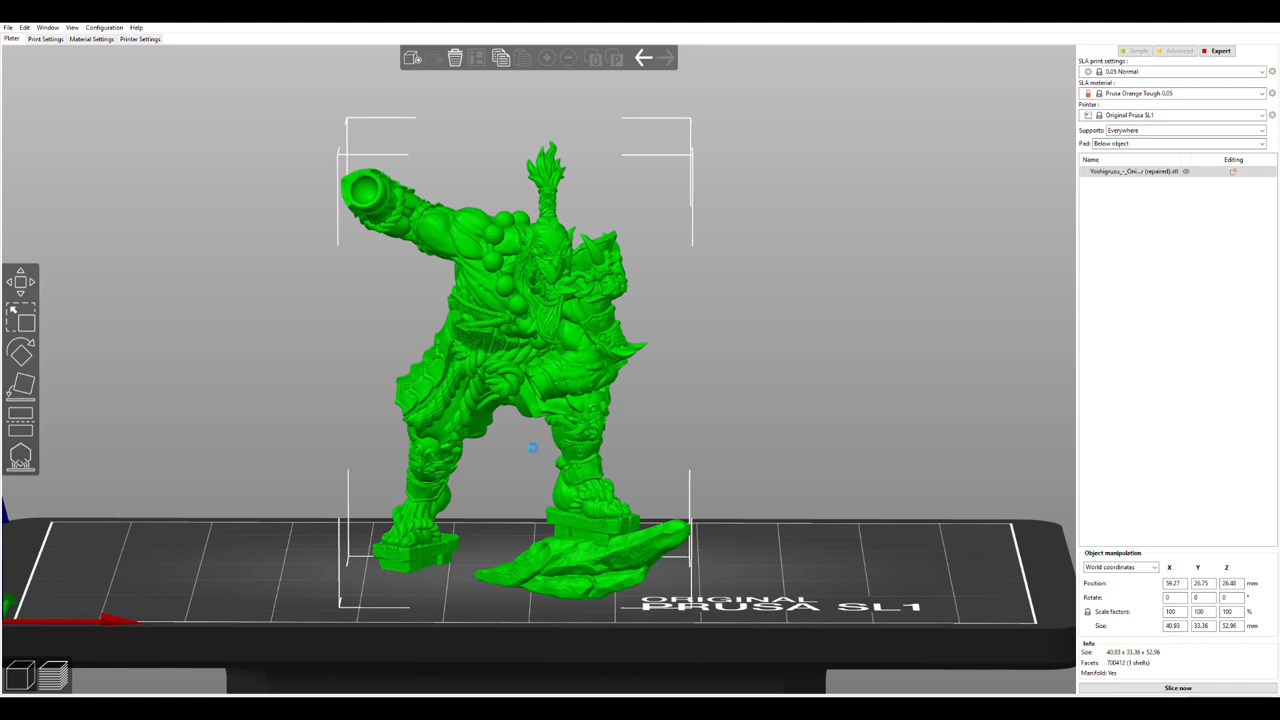 File Edit Window View Configuration Help
Plater Print Settings Material Settings Printer Settings
Simple Advanced Expert
SLA print settings :
0.05 Normal
SLA material :
Prusa Orange Tough 0.05
Printer :
Original Prusa SL1
Supports: Everywhere
Pad: Below object
Name Editing
Yoshigruzu_-_Oni...r (repaired).stl
ORIGINAL
PRUSA SL1
Object manipulation
World coordinates X Y Z
Position: 59.27 26.75 26.48 mm
Rotate: 0 0 0 °
Scale factors: 100 100 100 %
Size: 40.93 33.36 52.96 mm
Info
Size: 40.93 x 33.36 x 52.96
Facets: 700412 (1 shells)
Manifold: Yes
Slice now